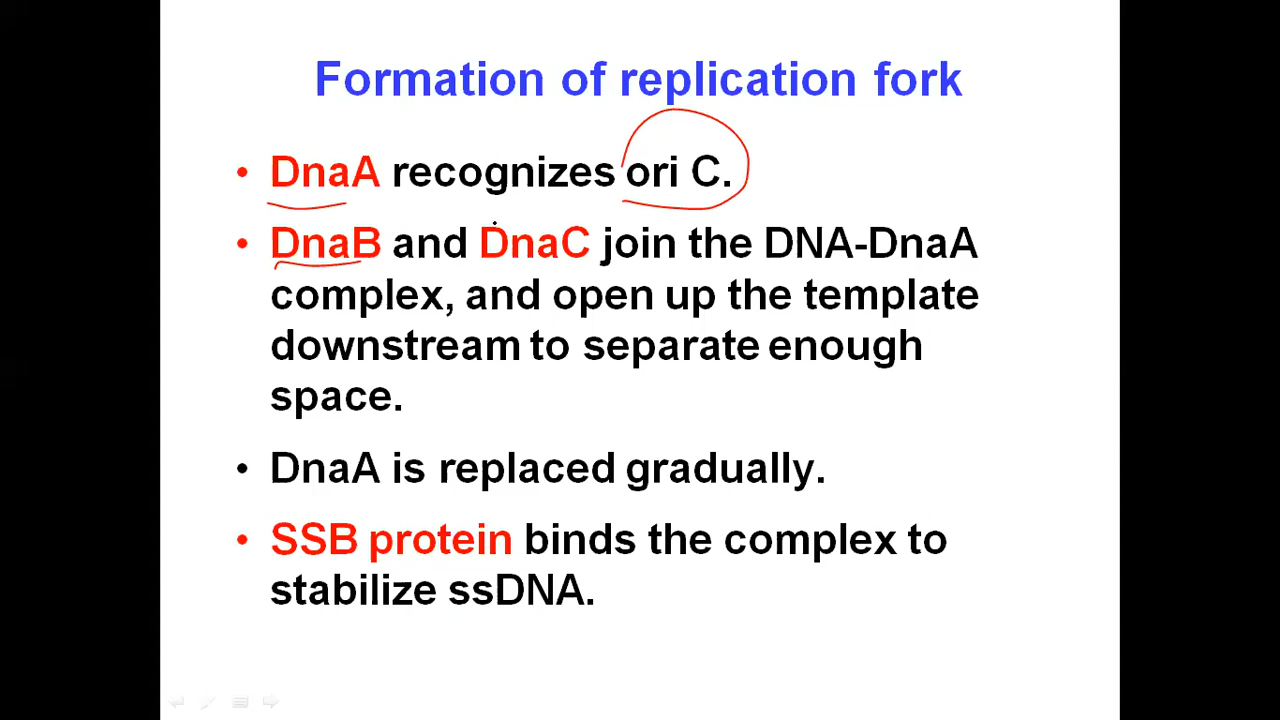 Formation of replication fork
• DnaA recognizes ori C.
• DnaB and DnaC join the DNA-DnaA
complex, and open up the template
downstream to separate enough
space.
• DnaA is replaced gradually.
• SSB protein binds the complex to
stabilize ssDNA.